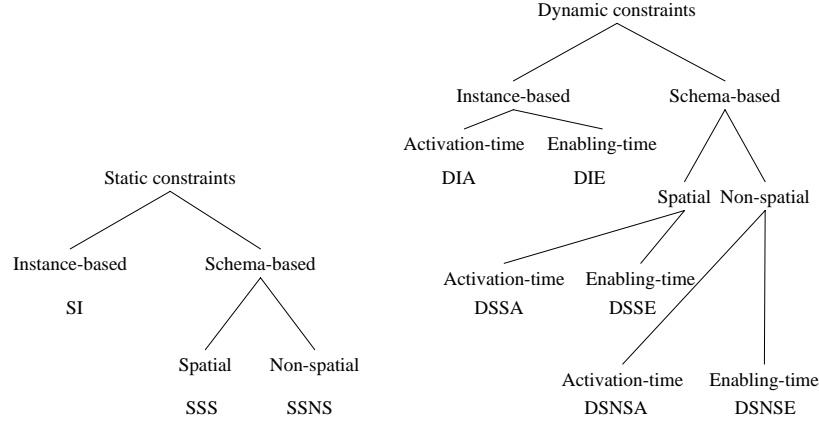 Dynamic constraints
Instance-based Schema-based
Activation-time Enabling-time
DIA DIE
Spatial Non-spatial
Activation-time Enabling-time
DSSA DSSE
Activation-time Enabling-time
DSNSA DSNSE
Static constraints
Instance-based Schema-based
SI
Spatial Non-spatial
SSS SSNS